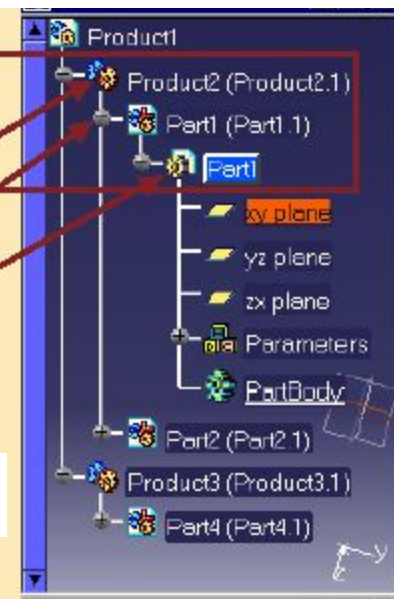 Product1
Product2 (Product2.1)
Part1 (Part1.1)
Part1
xy plane
yz plane
zx plane
Parameters
PartBody
Part2 (Part2.1)
Product3 (Product3.1)
Part4 (Part4.1)
y
z